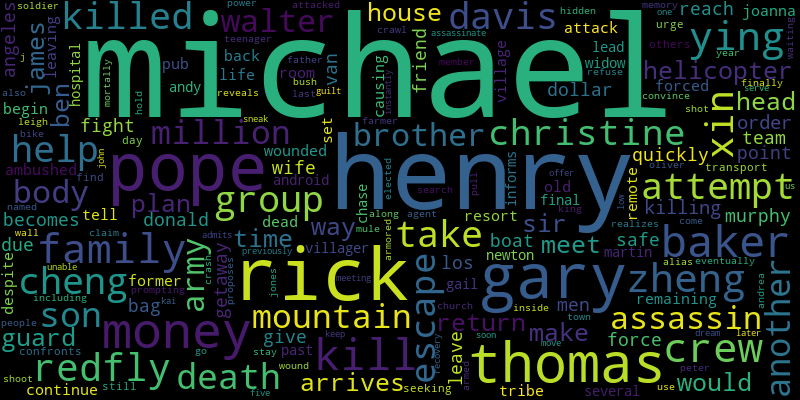 soldier
angeles
james
leaving
killed
ben
hospital
walter
pub
andy
house
room
davis
friend
causing
village
ying
reach
urge
lead
widow
dollar
attack
hidden
joanna
others
memory
one
power
attacked
teenager
father
bush
last
reveals
guilt
crawl
instantly
member
assassinate
refuse
king
farmer
michael
van
back
life
mortally
hold
sneak
helicopter
forced
convince
shot
year
finally
serve
waiting
xin
head
order
team
point
us
also
leigh
begin
fight
day
million
set
brother
christine
quickly
oliver
transport
help
ambushed
bike
john
find
wounded
wife
android
pope
henry
informs
remote
attempt
named
body
plan
tell
group
chase
search
pull
elected
old
final
offer
king
low
killing
murphy
becomes
donald
dead
way
along
agent
resort
sir
martin
alias
come
eventually
wall
claim
due
family
time
villager
take
boat
meet
safe
newton
realizes
baker
another
despite
unable
prompting
former
army
getaway
crash
proposes
admits
previously
rick
armored
mule
los
gail
gary
zheng
remaining
andrea
cheng
including
bag
kai
son
money
mountain
meeting
escape
church
inside
men
town
assassin
later
people
guard
confronts
go
give
past
jones
recovery
return
make
force
dream
redfly
death
stay
kill
keep
leave
soon
move
thomas
crew
would
peter
shoot
continue
still
five
wound
arrives
seeking
armed
tribe
several
use